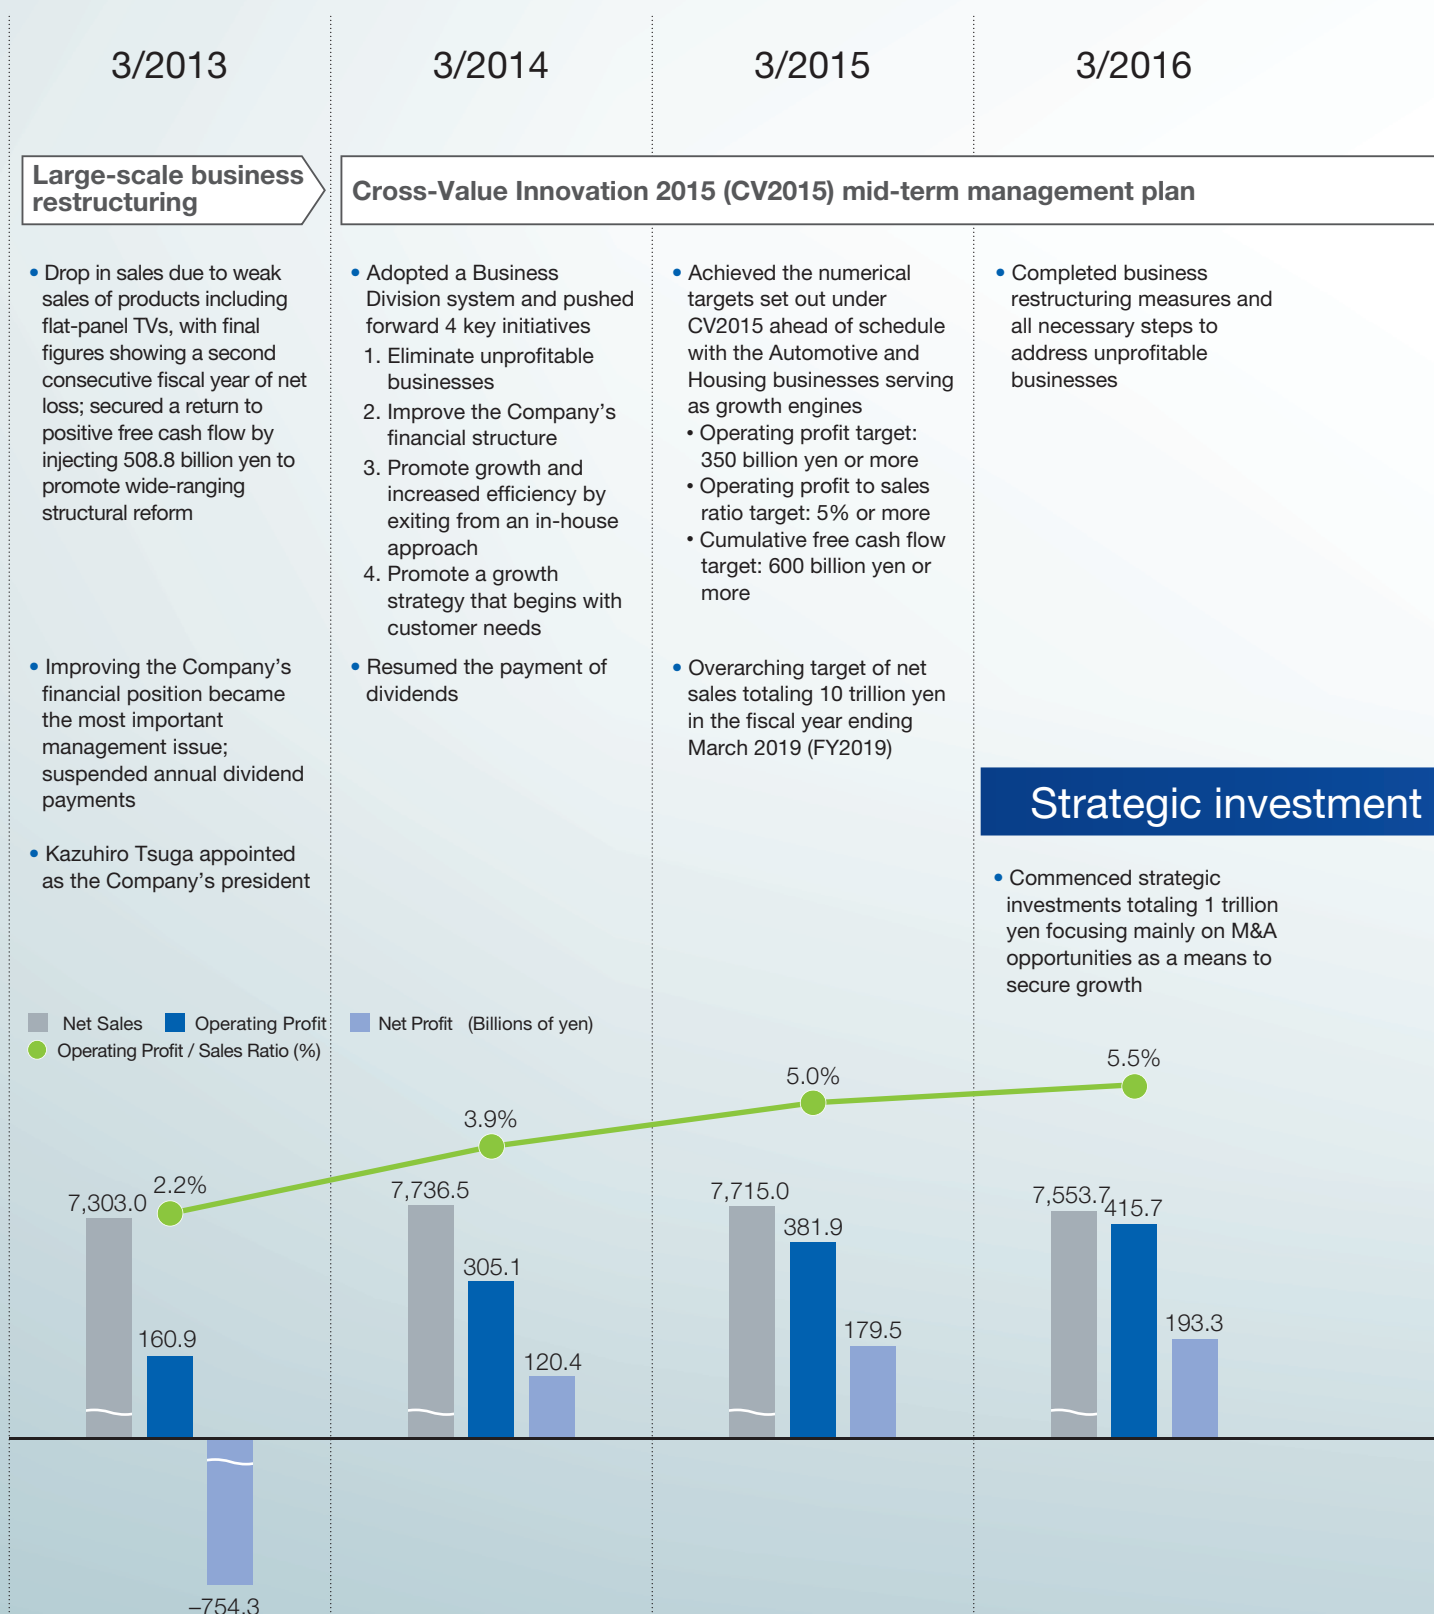 3/2013
3/2014
3/2015
3/2016
Large-scale business
restructuring
Cross-Value Innovation 2015 (CV2015) mid-term management plan
• Drop in sales due to weak
sales of products including
flat-panel TVs, with final
figures showing a second
consecutive fiscal year of net
loss; secured a return to
positive free cash flow by
injecting 508.8 billion yen to
promote wide-ranging
structural reform
• Improving the Company's
financial position became
the most important
management issue;
suspended annual dividend
payments
• Kazuhiro Tsuga appointed
as the Company's president
• Adopted a Business
Division system and pushed
forward 4 key initiatives
1. Eliminate unprofitable
businesses
2. Improve the Company's
financial structure
3. Promote growth and
increased efficiency by
exiting from an in-house
approach
4. Promote a growth
strategy that begins with
customer needs
• Resumed the payment of
dividends
• Achieved the numerical
targets set out under
CV2015 ahead of schedule
with the Automotive and
Housing businesses serving
as growth engines
• Operating profit target:
350 billion yen or more
• Operating profit to sales
ratio target: 5% or more
• Cumulative free cash flow
target: 600 billion yen or
more
• Overarching target of net
sales totaling 10 trillion yen
in the fiscal year ending
March 2019 (FY2019)
• Completed business
restructuring measures and
all necessary steps to
address unprofitable
businesses
Strategic investment
• Commenced strategic
investments totaling 1 trillion
yen focusing mainly on M&A
opportunities as a means to
secure growth
Net Sales Operating Profit Net Profit (Billions of yen)
Operating Profit / Sales Ratio (%)
7,303.0
2.2%
160.9
–754.3
3.9%
7,736.5
305.1
120.4
5.0%
7,715.0
381.9
179.5
5.5%
7,553.7
415.7
193.3